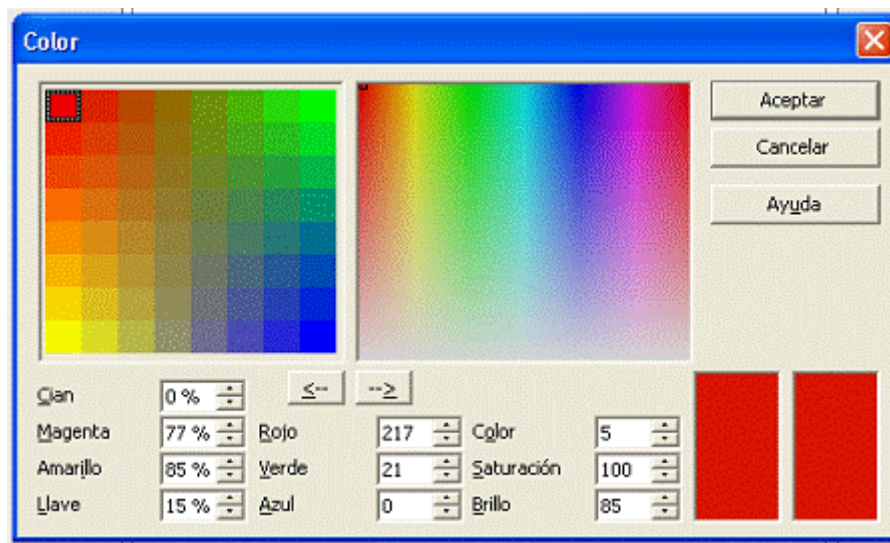 Color
Aceptar
Cancelar
Ayuda
<-- -->
Cian 0 %
Magenta 77 % Rojo 217 Color 5
Amarillo 85 % Verde 21 Saturación 100
Llave 15 % Azul 0 Brillo 85